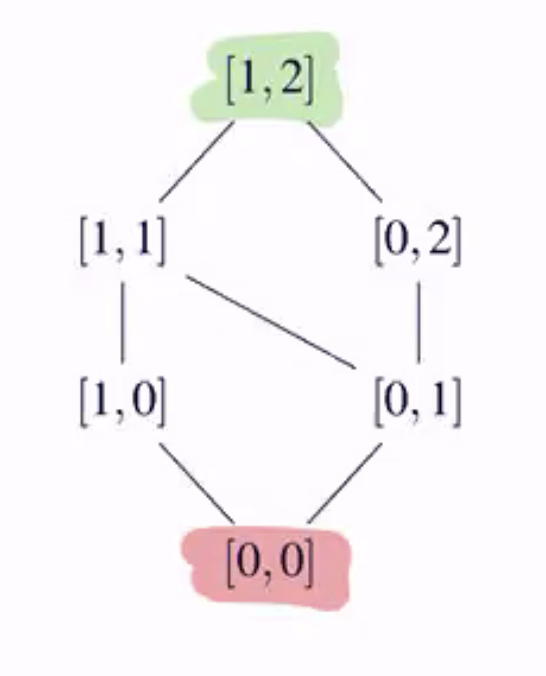 [1, 2]
[1, 1] [0, 2]
[1, 0] [0, 1]
[0, 0]